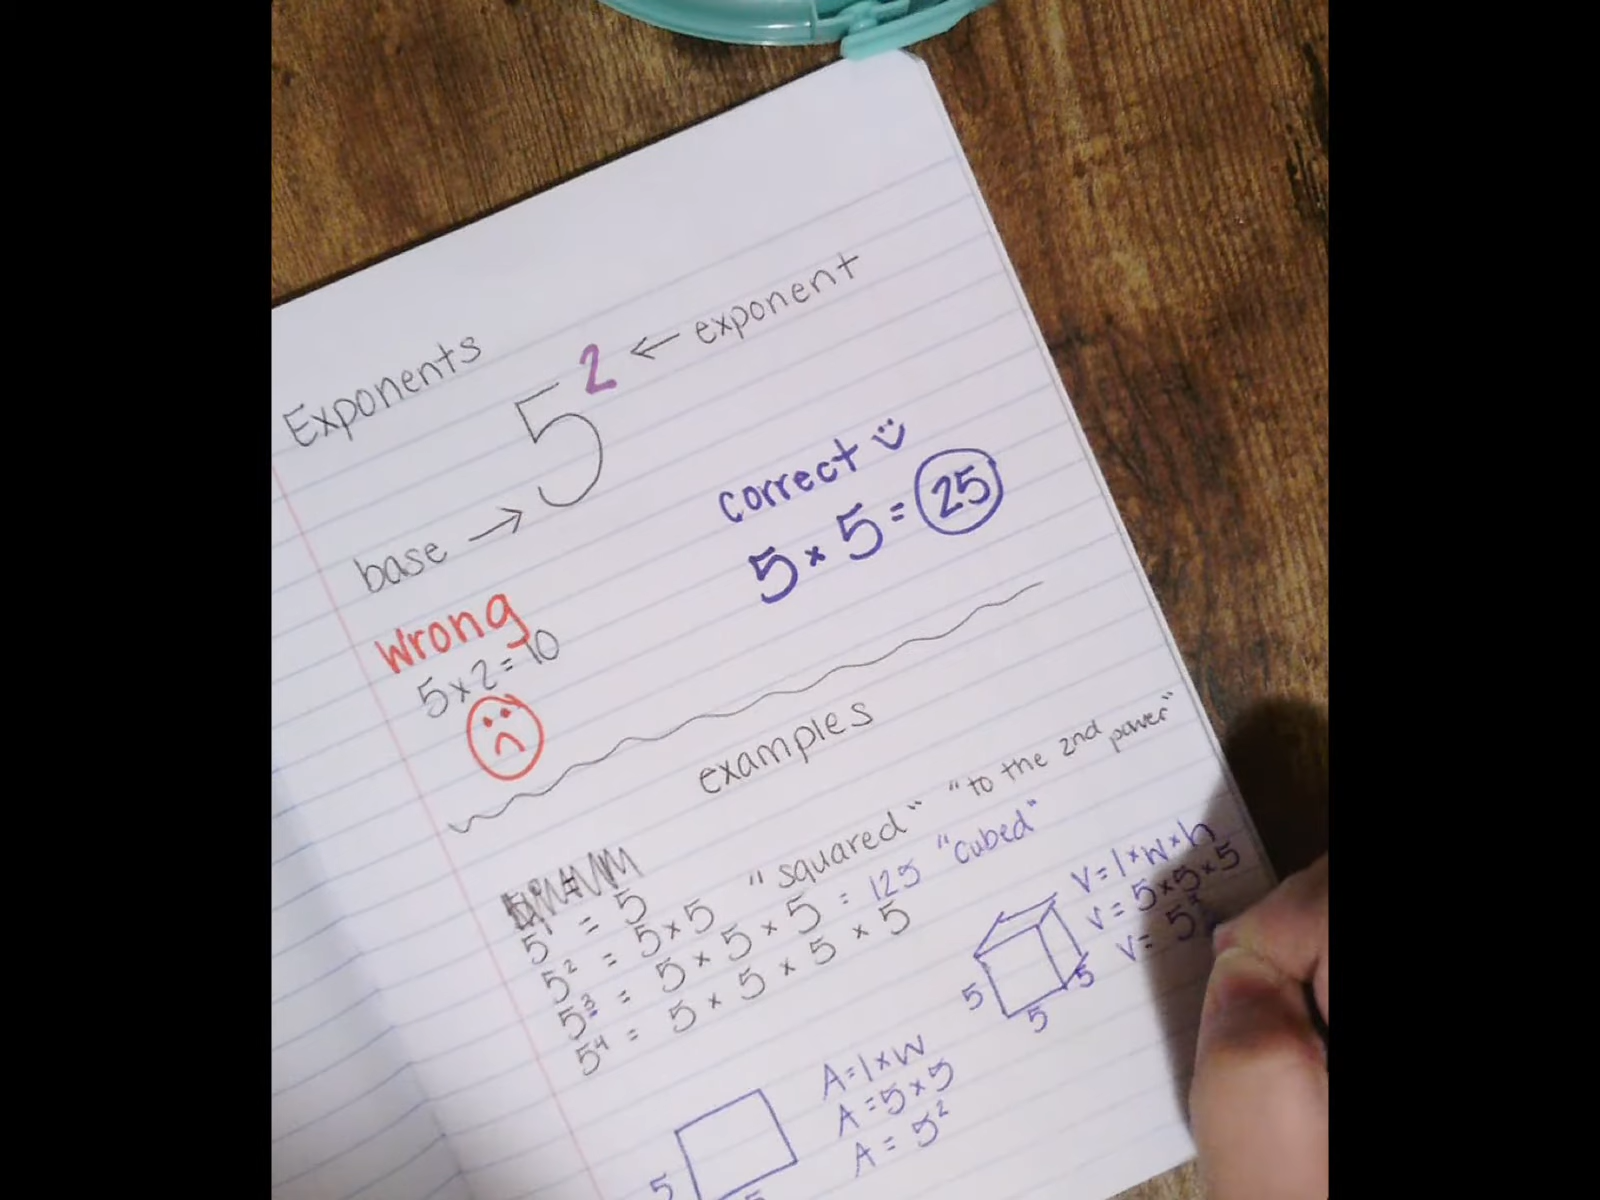 Exponents
5² ← exponent
base →
correct
5 × 5 = 25
wrong
5×2=10
examples
5¹ = 5
5² = 5×5 "squared" "to the 2nd power"
5³ = 5 × 5 × 5 = 125 "cubed"
5⁴ = 5 × 5 × 5 × 5
V=l×w×h
V=5×5×5
V=5³
5
5
5
A=l×w
A=5×5
A=5²
5
5